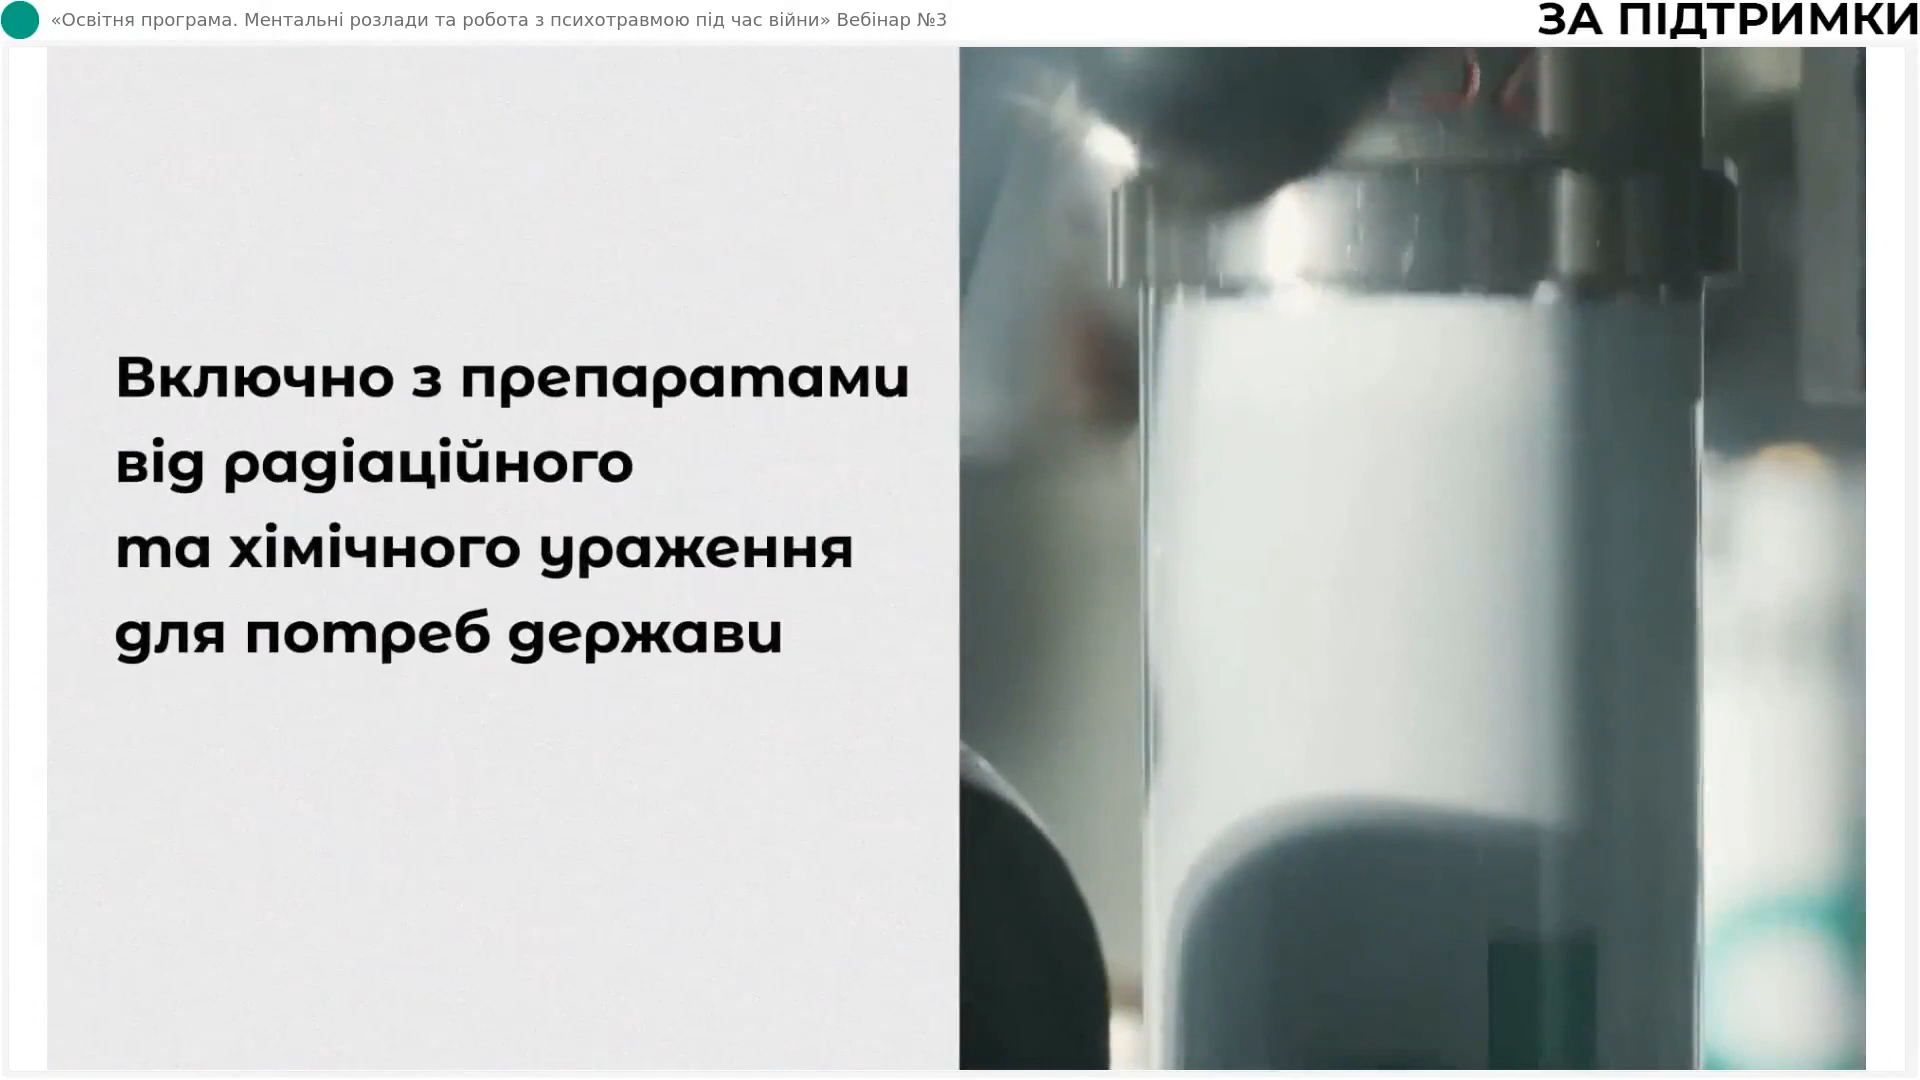 «Освітня програма. Ментальні розлади та робота з психотравмою під час війни» Вебінар №3
ЗА ПІДТРИМКИ
Включно з препаратами
від радіаційного
та хімічного ураження
для потреб держави